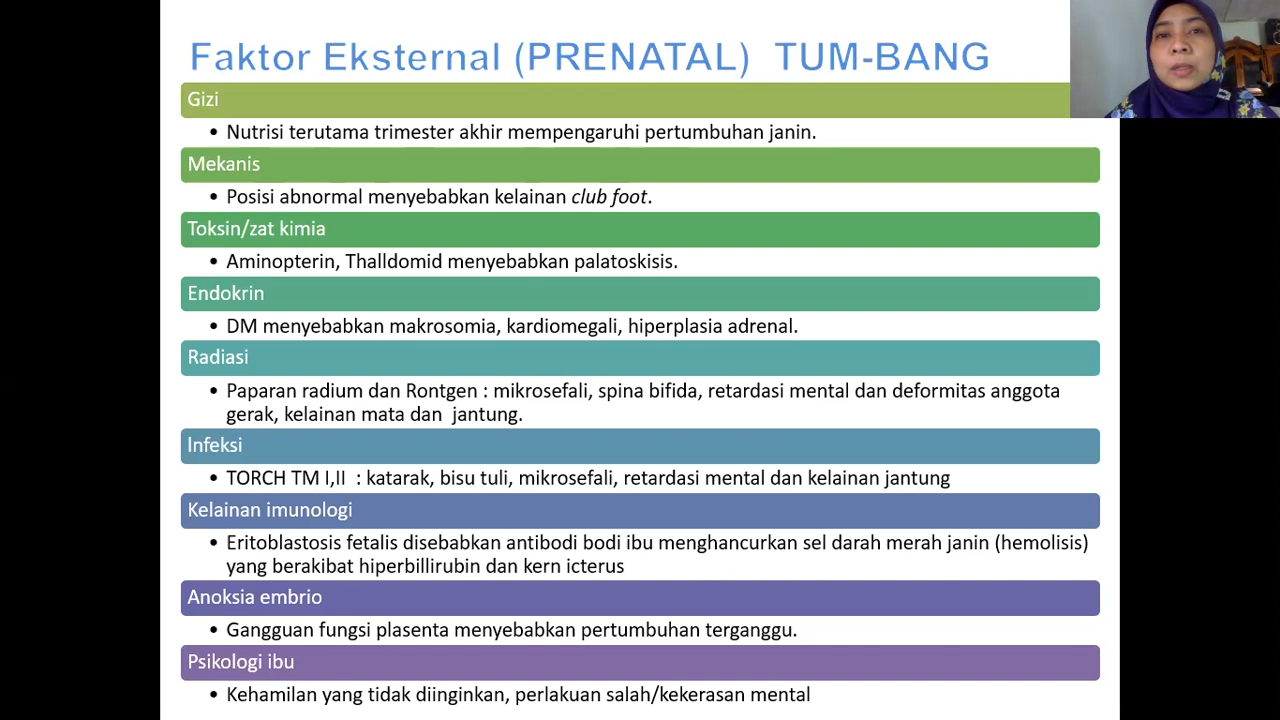 Faktor Eksternal (PRENATAL) TUM-BANG
Gizi
• Nutrisi terutama trimester akhir mempengaruhi pertumbuhan janin.
Mekanis
• Posisi abnormal menyebabkan kelainan club foot.
Toksin/zat kimia
• Aminopterin, Thalldomid menyebabkan palatoskisis.
Endokrin
• DM menyebabkan makrosomia, kardiomegali, hiperplasia adrenal.
Radiasi
• Paparan radium dan Rontgen : mikrosefali, spina bifida, retardasi mental dan deformitas anggota
gerak, kelainan mata dan jantung.
Infeksi
• TORCH TM I,II : katarak, bisu tuli, mikrosefali, retardasi mental dan kelainan jantung
Kelainan imunologi
• Eritoblastosis fetalis disebabkan antibodi bodi ibu menghancurkan sel darah merah janin (hemolisis)
yang berakibat hiperbillirubin dan kern icterus
Anoksia embrio
• Gangguan fungsi plasenta menyebabkan pertumbuhan terganggu.
Psikologi ibu
• Kehamilan yang tidak diinginkan, perlakuan salah/kekerasan mental